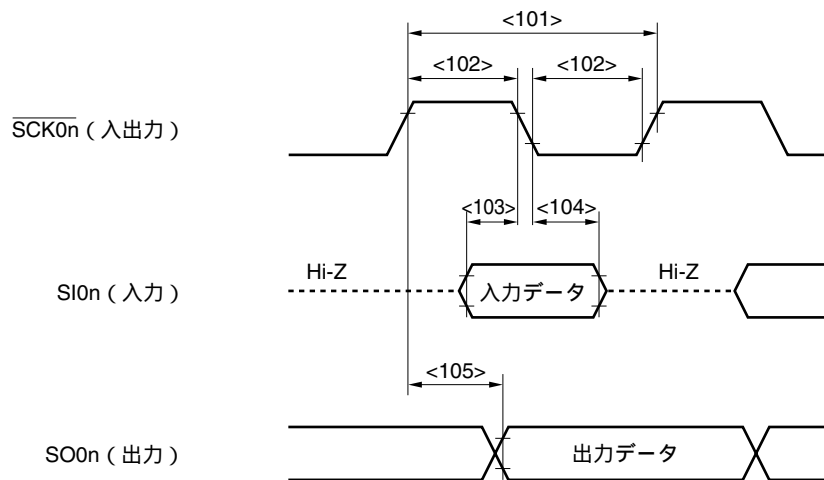 <101>
<102> <102>
SCK0n（入出力）
<103> <104>
Hi-Z Hi-Z
SI0n（入力） 入力データ
<105>
SO0n（出力） 出力データ